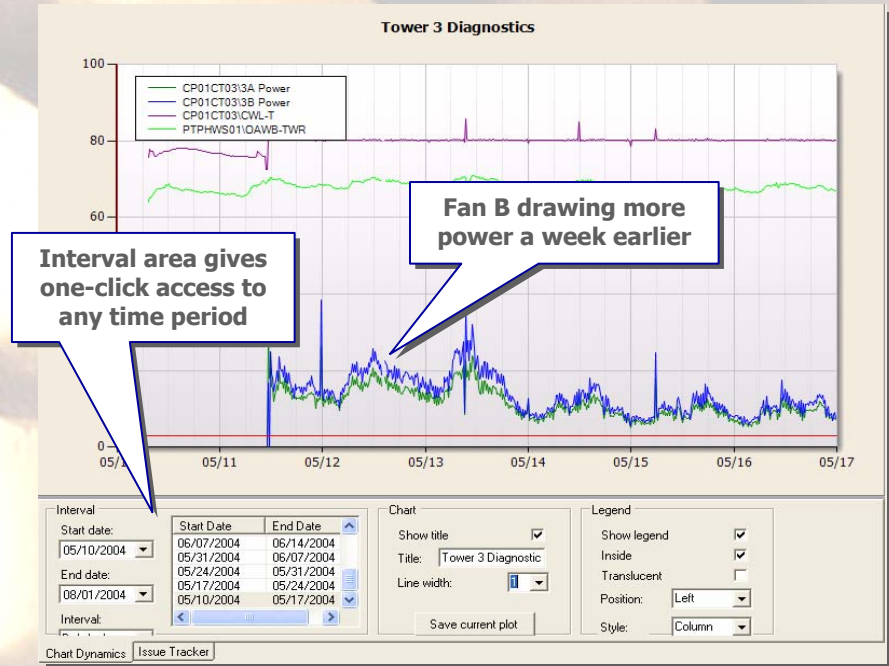 Tower 3 Diagnostics
100
CP01CT03\3A Power
CP01CT03\3B Power
CP01CT03\CWL-T
PTPHWS01\OAWB-TWR
80
60
Fan B drawing more
power a week earlier
Interval area gives
one-click access to
any time period
0
05/11 05/12 05/13 05/14 05/15 05/16 05/17
Interval
Start date:
05/10/2004
End date:
08/01/2004
Interval:
Start Date End Date
06/07/2004 06/14/2004
05/31/2004 06/07/2004
05/24/2004 05/31/2004
05/17/2004 05/24/2004
05/10/2004 05/17/2004
Chart
Show title
Title: Tower 3 Diagnostic
Line width: 1
Save current plot
Legend
Show legend
Inside
Translucent
Position: Left
Style: Column
Chart Dynamics Issue Tracker